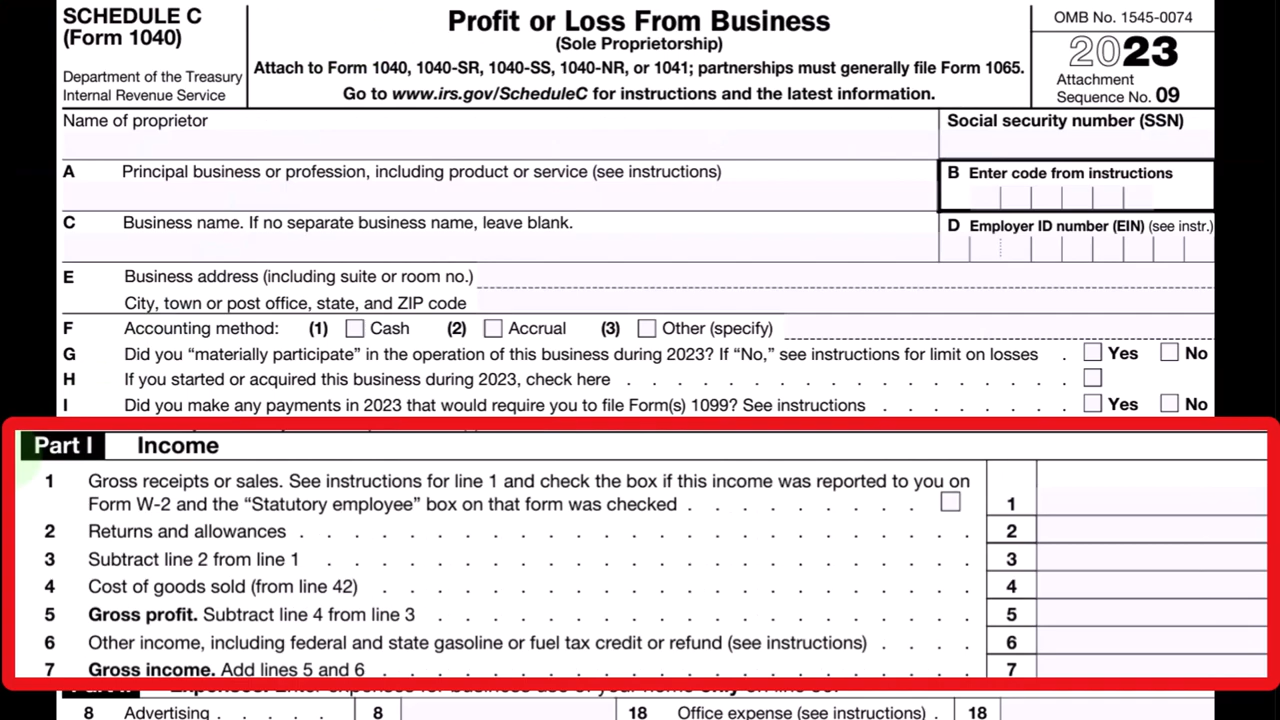 SCHEDULE C
(Form 1040)
Department of the Treasury
Internal Revenue Service
Profit or Loss From Business
(Sole Proprietorship)
Attach to Form 1040, 1040-SR, 1040-SS, 1040-NR, or 1041; partnerships must generally file Form 1065.
Go to www.irs.gov/ScheduleC for instructions and the latest information.
OMB No. 1545-0074
2023
Attachment
Sequence No. 09
Name of proprietor
Social security number (SSN)
A Principal business or profession, including product or service (see instructions)
B Enter code from instructions
C Business name. If no separate business name, leave blank.
D Employer ID number (EIN) (see instr.)
E Business address (including suite or room no.)
City, town or post office, state, and ZIP code
F Accounting method: (1) Cash (2) Accrual (3) Other (specify)
G Did you “materially participate” in the operation of this business during 2023? If “No,” see instructions for limit on losses . Yes No
H If you started or acquired this business during 2023, check here . . . . . . . . . . . . . . . . . .
I Did you make any payments in 2023 that would require you to file Form(s) 1099? See instructions . . . . . . . . Yes No
Part I Income
1 Gross receipts or sales. See instructions for line 1 and check the box if this income was reported to you on
Form W-2 and the “Statutory employee” box on that form was checked . . . . . . . . . 1
2 Returns and allowances . . . . . . . . . . . . . . . . . . . . . . . . . 2
3 Subtract line 2 from line 1 . . . . . . . . . . . . . . . . . . . . . . . . . 3
4 Cost of goods sold (from line 42) . . . . . . . . . . . . . . . . . . . . . . 4
5 Gross profit. Subtract line 4 from line 3 . . . . . . . . . . . . . . . . . . . . 5
6 Other income, including federal and state gasoline or fuel tax credit or refund (see instructions) . . . . 6
7 Gross income. Add lines 5 and 6 . . . . . . . . . . . . . . . . . . . . . . 7
8 Advertising . . . . . 8
18 Office expense (see instructions) . 18